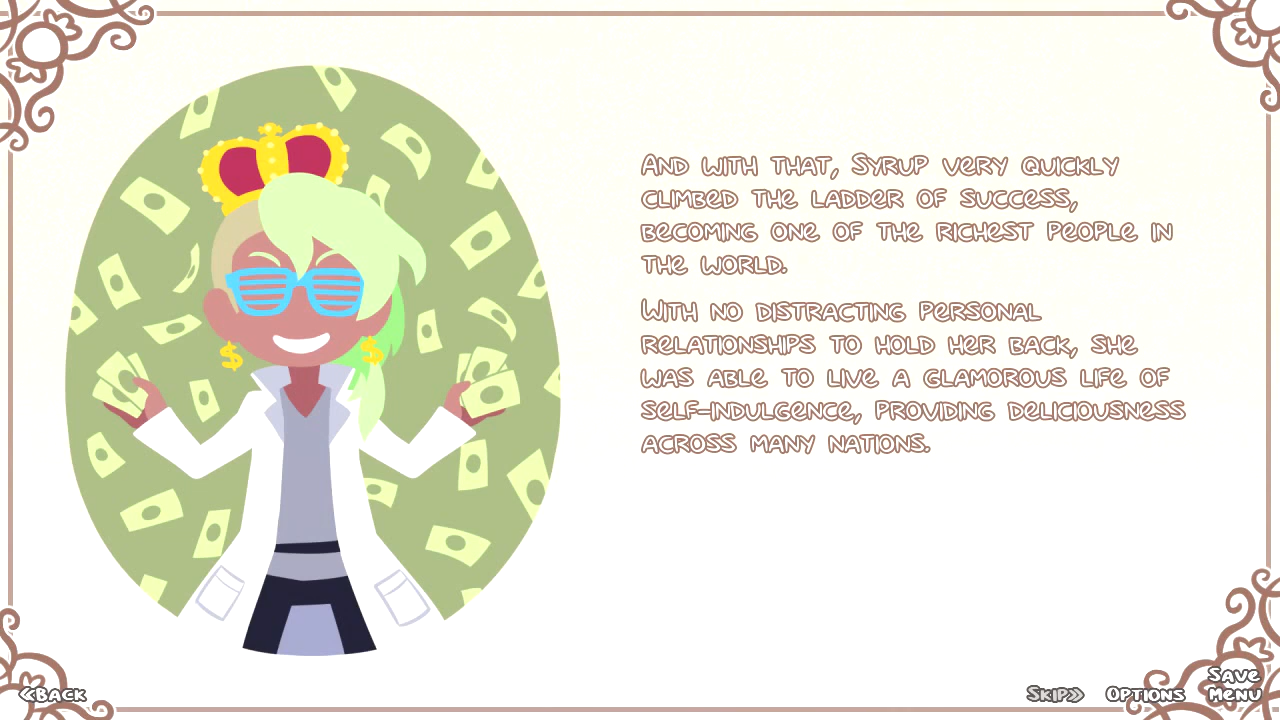 And with that, Syrup very quickly
climbed the ladder of success,
becoming one of the richest people in
the world.
With no distracting personal
relationships to hold her back, she
was able to live a glamorous life of
self-indulgence, providing deliciousness
across many nations.
$ $
Save
«Back Skip» Options Menu